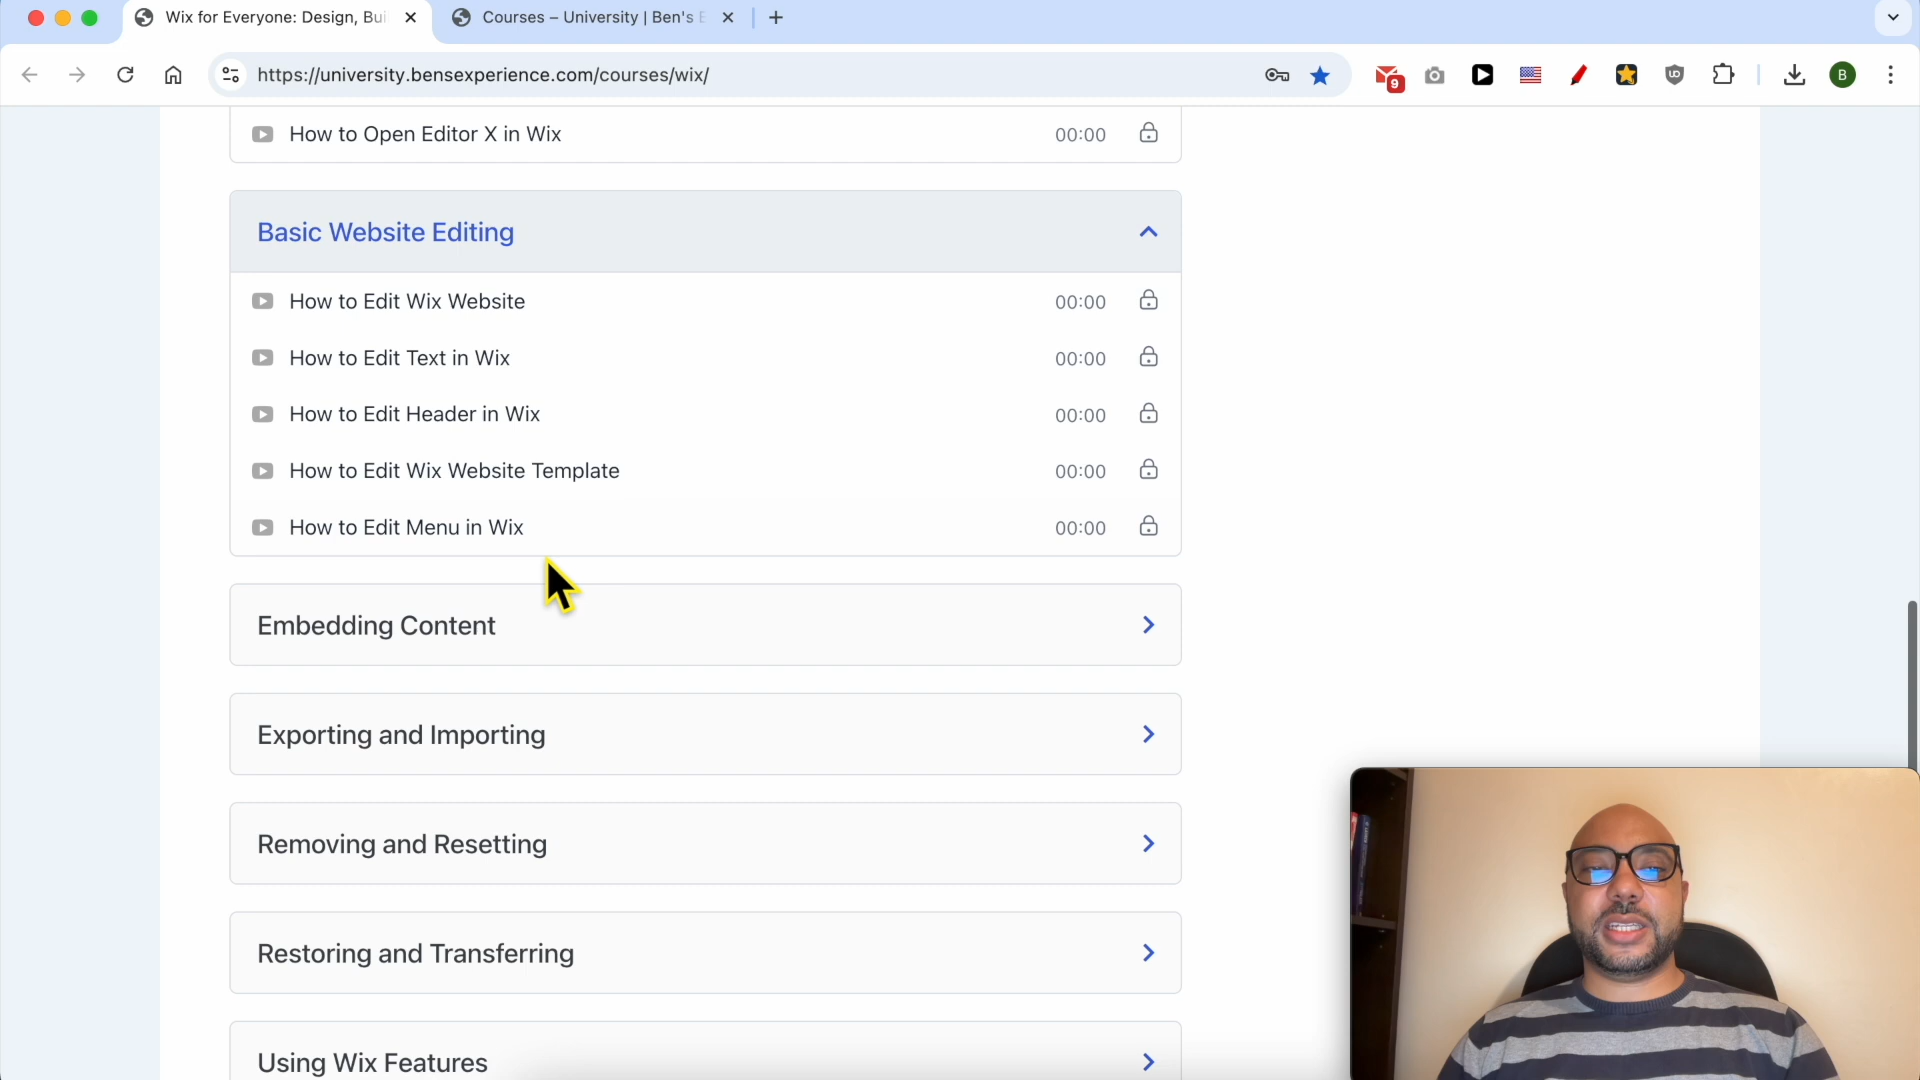 Wix for Everyone: Design, Bui
Courses – University | Ben's E
https://university.bensexperience.com/courses/wix/
9
B
How to Open Editor X in Wix 00:00
Basic Website Editing
How to Edit Wix Website 00:00
How to Edit Text in Wix 00:00
How to Edit Header in Wix 00:00
How to Edit Wix Website Template 00:00
How to Edit Menu in Wix 00:00
Embedding Content
Exporting and Importing
Removing and Resetting
Restoring and Transferring
Using Wix Features